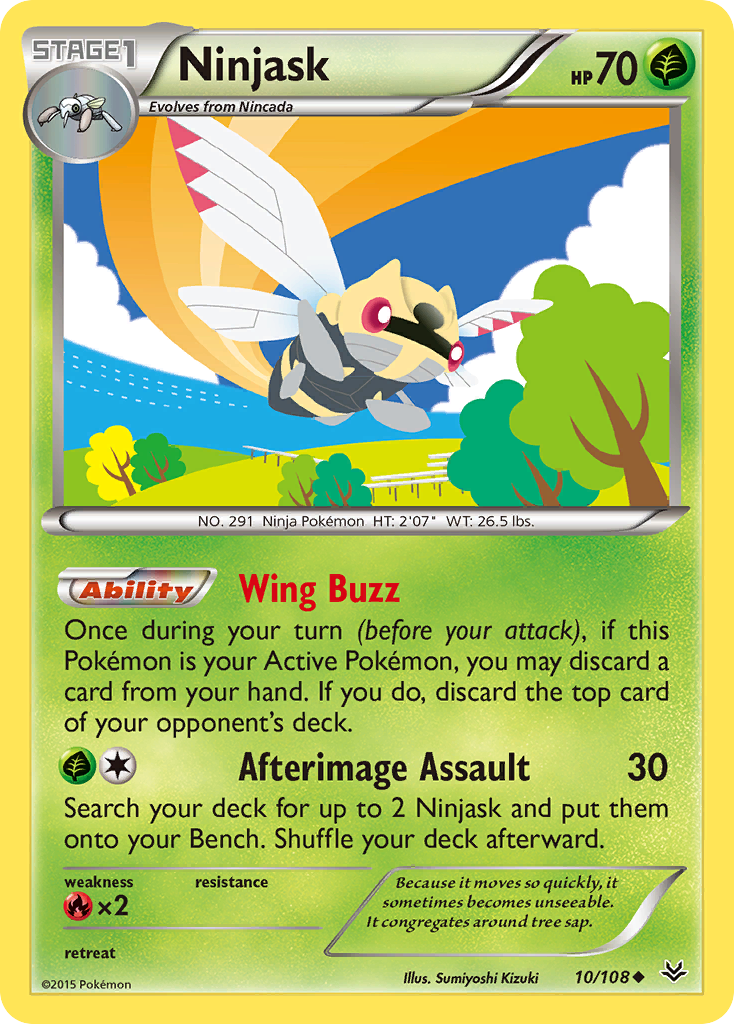 STAGE1
Ninjask
HP 70
Evolves from Nincada
NO. 291 Ninja Pokémon HT: 2'07" WT: 26.5 lbs.
Ability Wing Buzz
Once during your turn (before your attack), if this
Pokémon is your Active Pokémon, you may discard a
card from your hand. If you do, discard the top card
of your opponent's deck.
Afterimage Assault 30
Search your deck for up to 2 Ninjask and put them
onto your Bench. Shuffle your deck afterward.
weakness resistance
×2
retreat
Because it moves so quickly, it
sometimes becomes unseeable.
It congregates around tree sap.
©2015 Pokémon
Illus. Sumiyoshi Kizuki
10/108